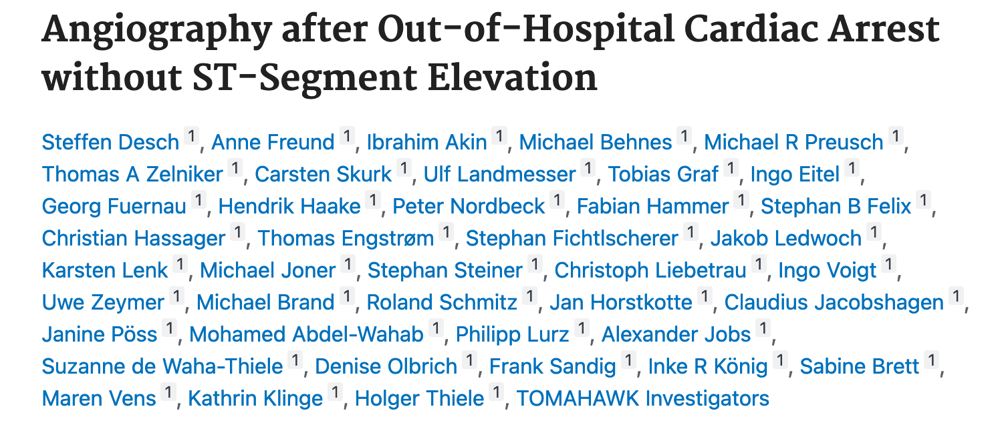 Angiography after Out-of-Hospital Cardiac Arrest
without ST-Segment Elevation
Steffen Desch 1, Anne Freund 1, Ibrahim Akin 1, Michael Behnes 1, Michael R Preusch 1,
Thomas A Zelniker 1, Carsten Skurk 1, Ulf Landmesser 1, Tobias Graf 1, Ingo Eitel 1,
Georg Fuernau 1, Hendrik Haake 1, Peter Nordbeck 1, Fabian Hammer 1, Stephan B Felix 1,
Christian Hassager 1, Thomas Engstrøm 1, Stephan Fichtlscherer 1, Jakob Ledwoch 1,
Karsten Lenk 1, Michael Joner 1, Stephan Steiner 1, Christoph Liebetrau 1, Ingo Voigt 1,
Uwe Zeymer 1, Michael Brand 1, Roland Schmitz 1, Jan Horstkotte 1, Claudius Jacobshagen 1,
Janine Pöss 1, Mohamed Abdel-Wahab 1, Philipp Lurz 1, Alexander Jobs 1,
Suzanne de Waha-Thiele 1, Denise Olbrich 1, Frank Sandig 1, Inke R König 1, Sabine Brett 1,
Maren Vens 1, Kathrin Klinge 1, Holger Thiele 1, TOMAHAWK Investigators